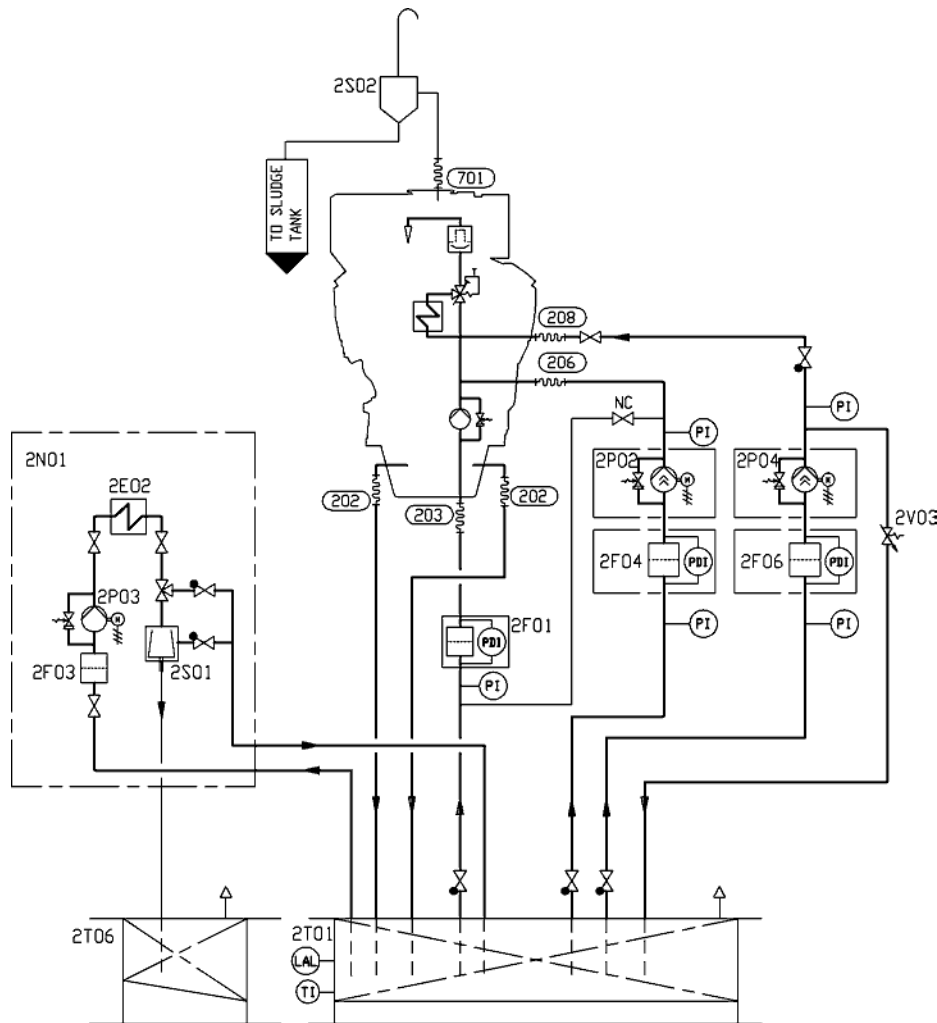 2S02
701
TO SLUDGE
TANK
208
206
NC
PI
PI
2N01
2E02
2P02
M
2P04
M
202
203
202
2V03
2F04
PDI
2F06
PDI
2P03
M
2F01
PDI
PI
PI
2F03
2S01
PI
2T06
2T01
LAL
TI